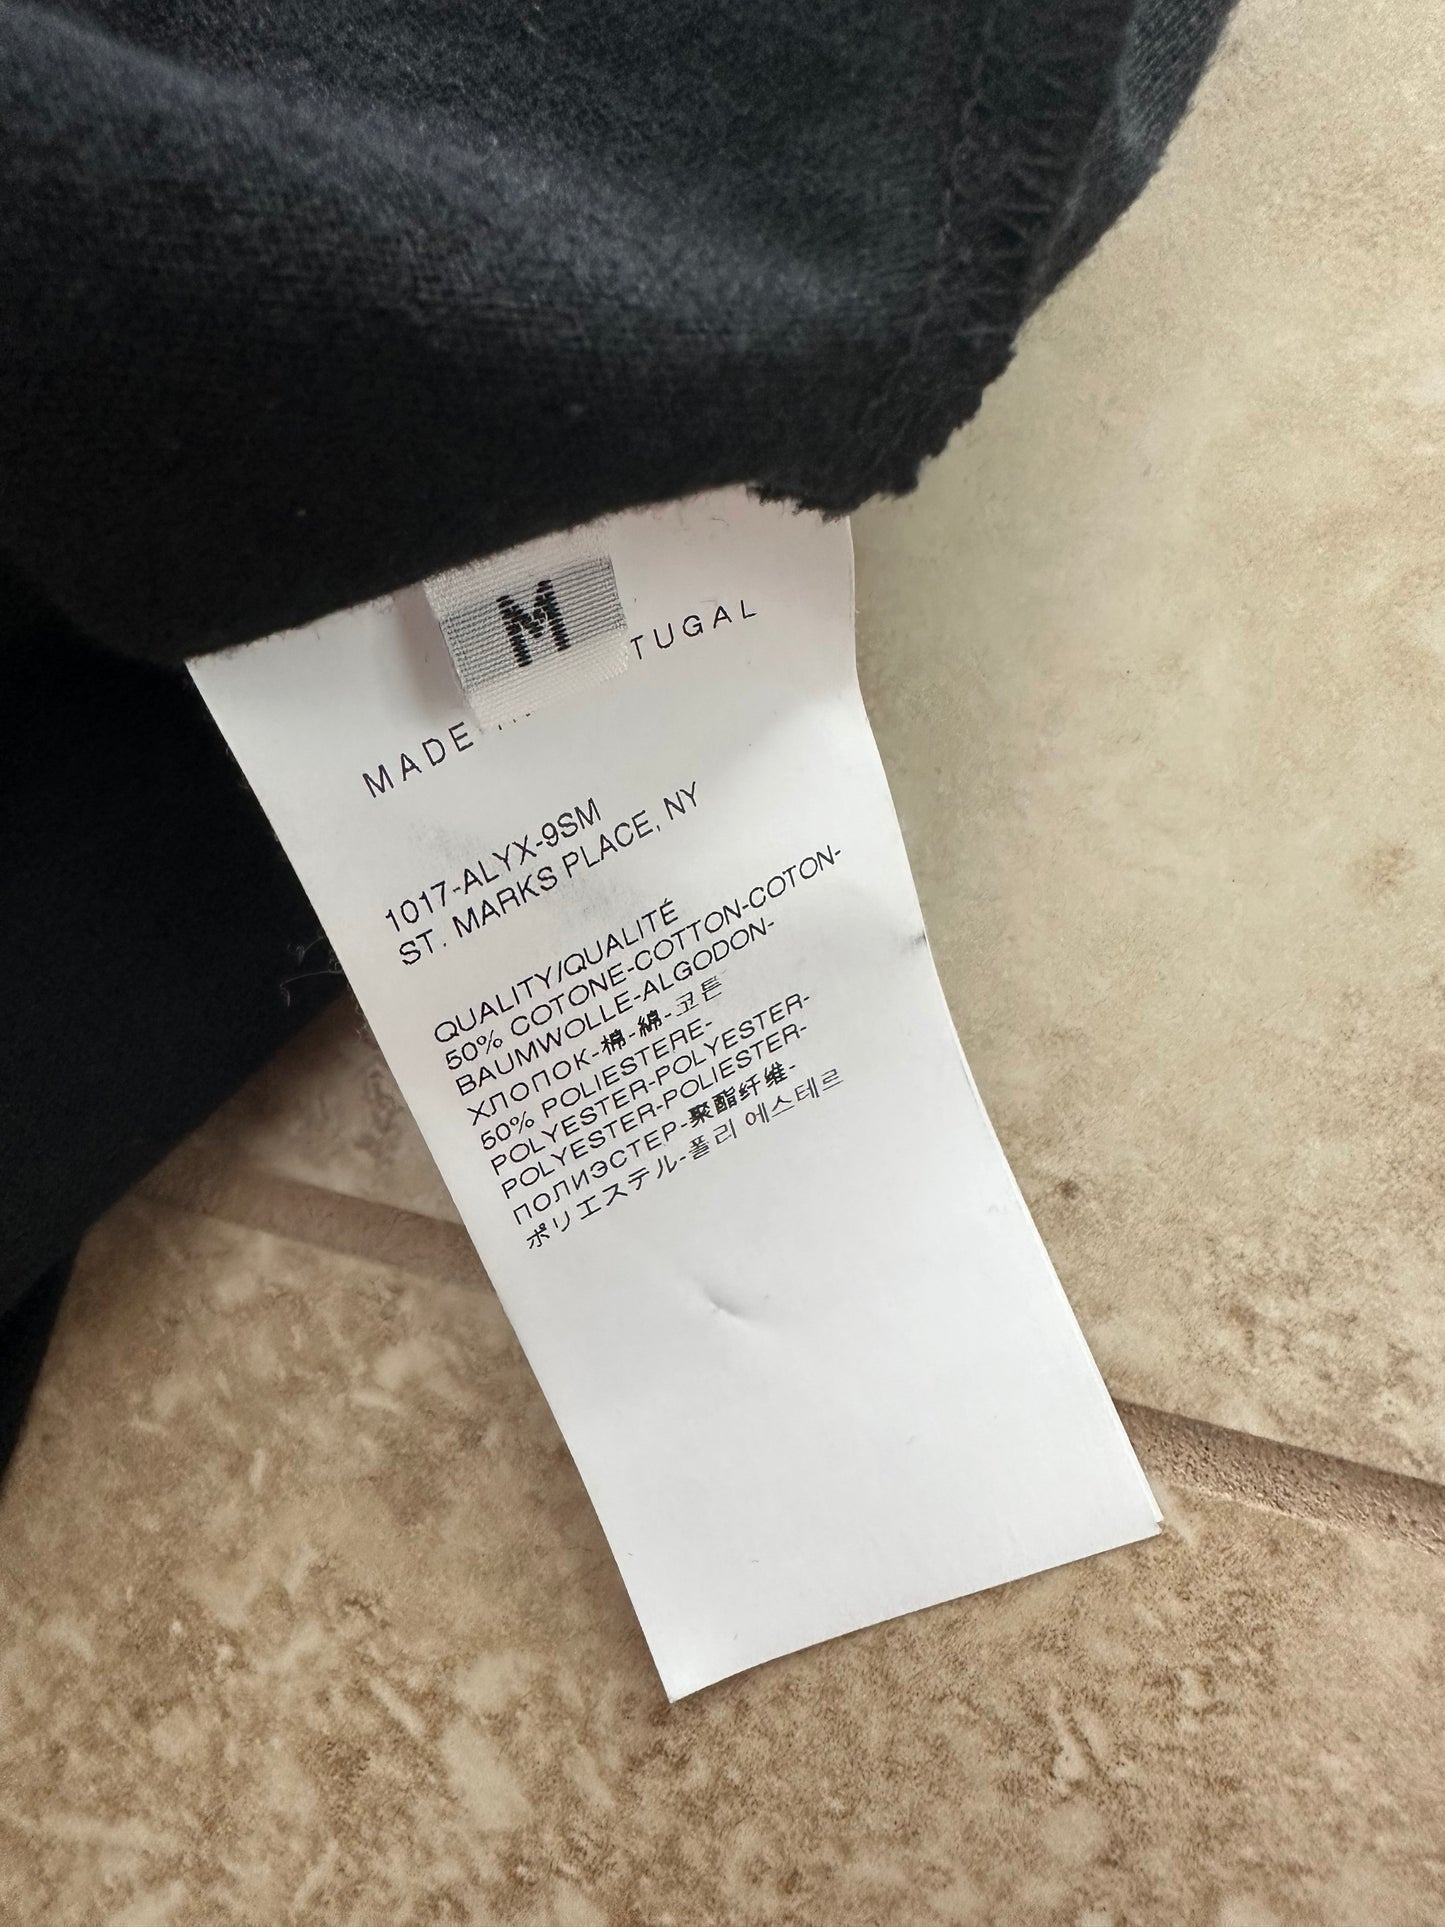 M
MADE TUGAL
1017-ALYX-9SM
ST. MARKS PLACE, NY
QUALITY/QUALITÉ
50% COTONE-COTTON-COTON-
BAUMWOLLE-ALGODON-
ХЛОПОК-棉-綿-코튼
50% POLIESTERE-
POLYESTER-POLYESTER-
POLYESTER-POLIESTER-
ПОЛИЭСТЕР-聚酯纤维-
ポリエステル-폴리 에스테르